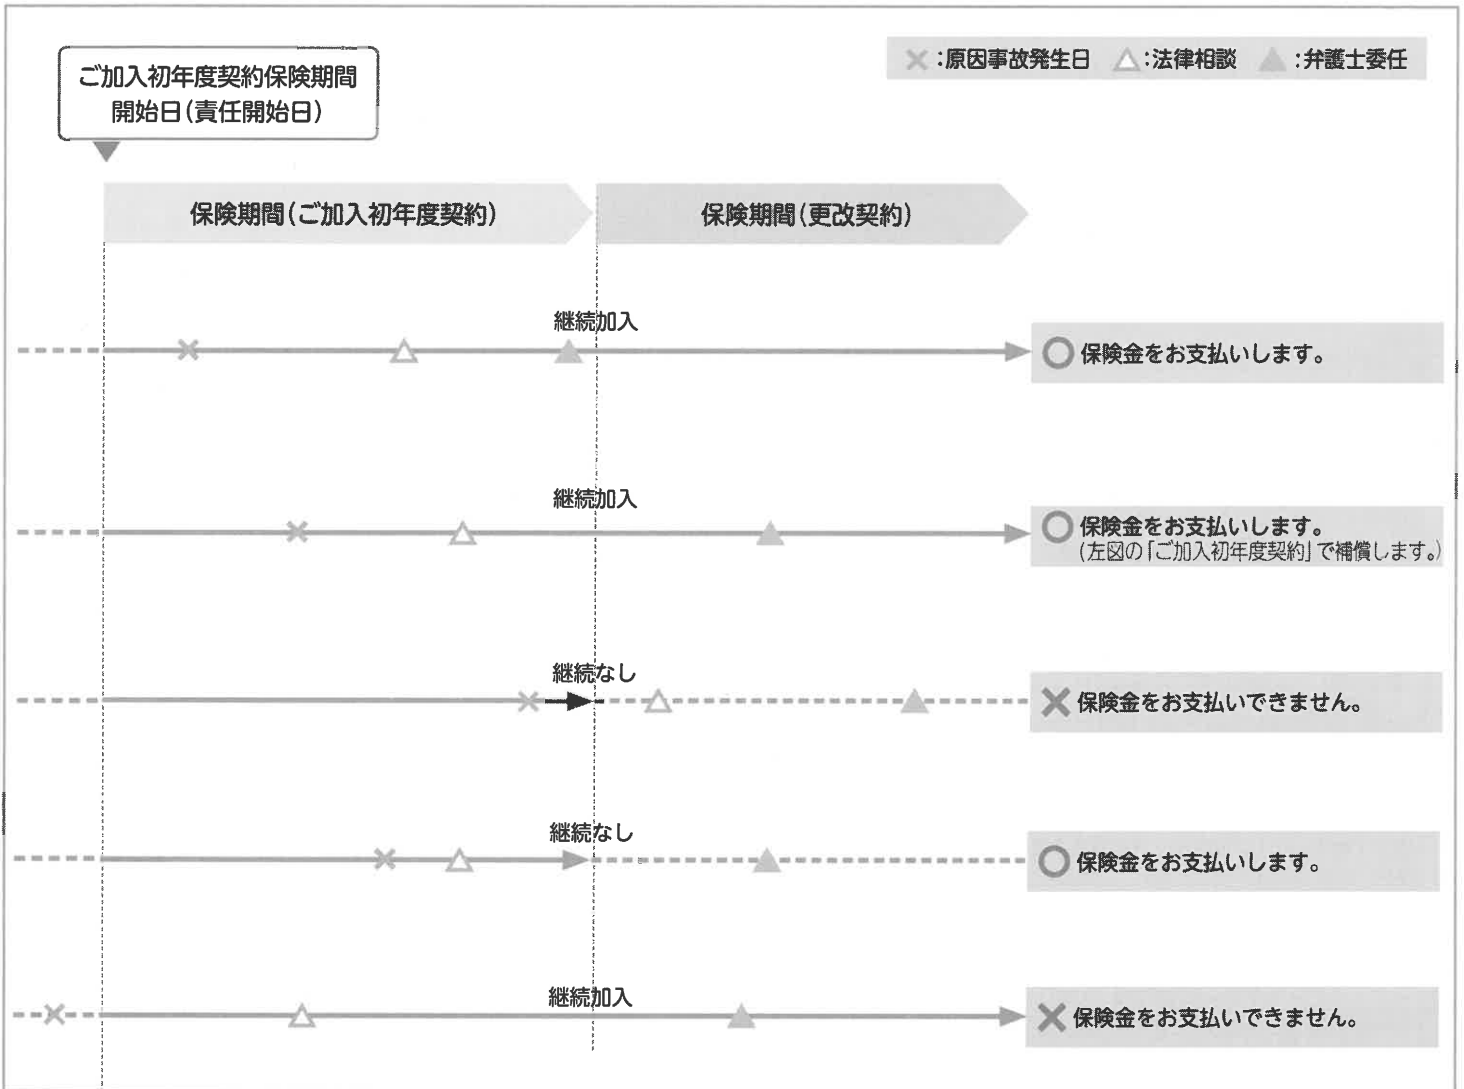 ご加入初年度契約保険期間
開始日(責任開始日)
×:原因事故発生日 △:法律相談 ▲:弁護士委任
保険期間(ご加入初年度契約) 保険期間(更改契約)
継続加入
保険金をお支払いします。
継続加入
保険金をお支払いします。
(左図の「ご加入初年度契約」で補償します。)
継続なし
保険金をお支払いできません。
継続なし
保険金をお支払いします。
継続加入
保険金をお支払いできません。